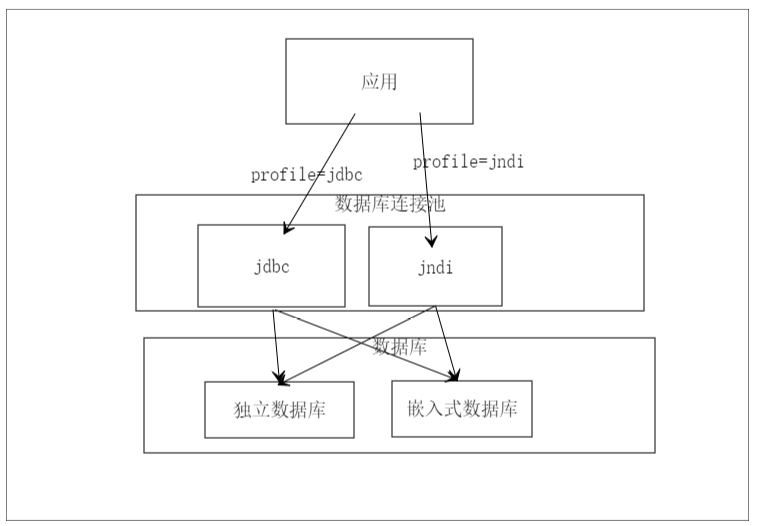 应用
profile=jndi
profile=jdbc
数据库连接池
jdbc
jndi
数据库
独立数据库
嵌入式数据库